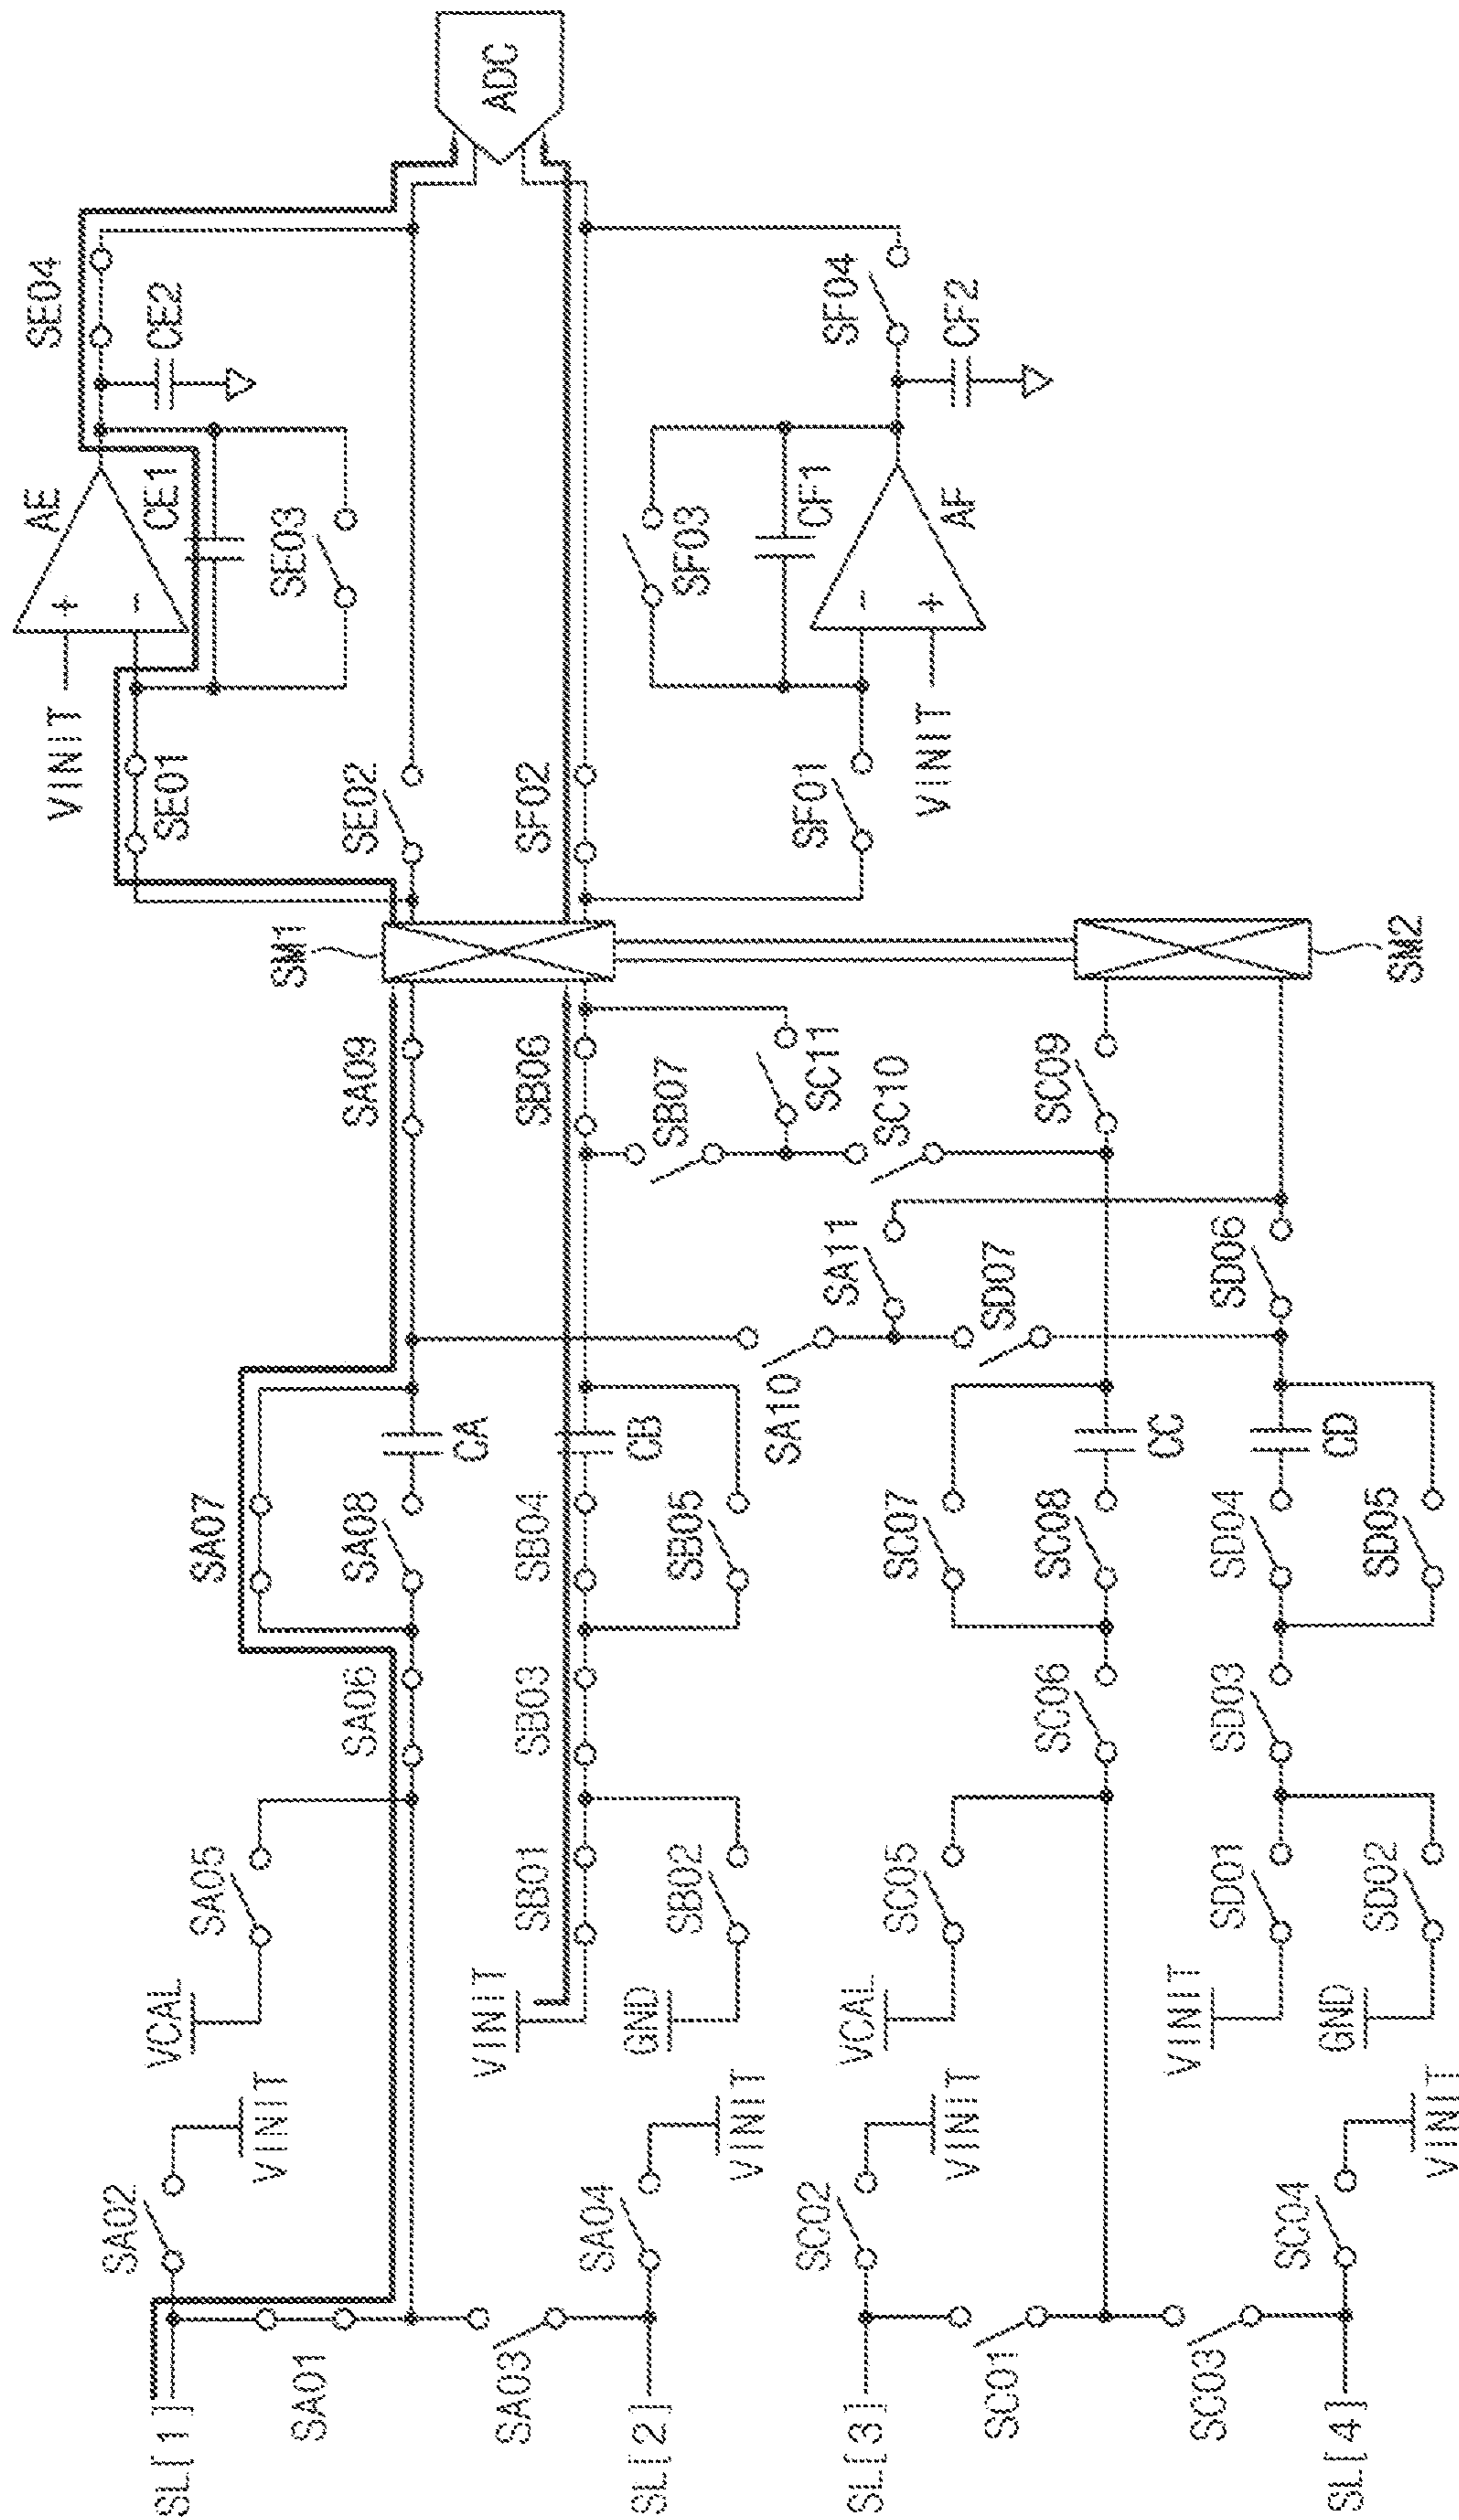 SL[1]
SA01
SA02
VINIT
SA03
SL[2]
SA04
VINIT
VCAL
SA05
SA06
SA07
SA08
CA
SA09
VINIT
SB01
GND
SB02
SB03
SB04
SB05
CB
SB06
SB07
SC11
SC10
SA10
SA11
SD07
SL[3]
SC01
SC02
VINIT
SC03
SL[4]
SC04
VINIT
VCAL
SC05
SC06
SC07
SC08
CC
SC09
VINIT
SD01
GND
SD02
SD03
SD04
SD05
CD
SD06
SM1
SM2
SE01
SE02
VINIT
+
-
AE
CE1
SE03
CE2
SE04
SF02
SF01
VINIT
-
+
AF
CF1
SF03
CF2
SF04
ADC